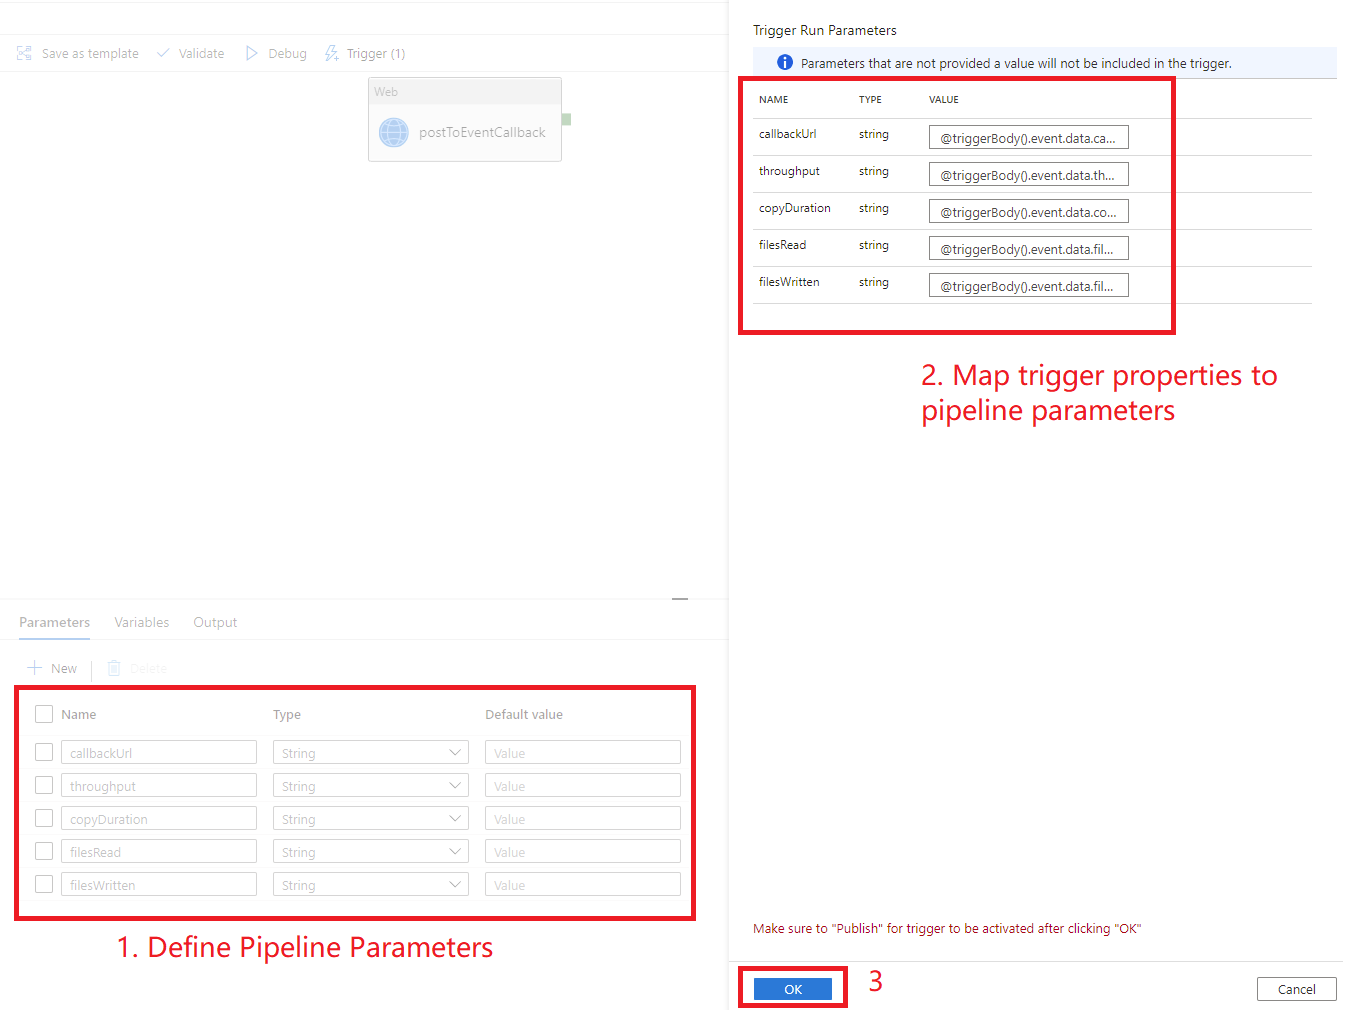 Save as template Validate Debug Trigger (1)
Web
postToEventCallback
Parameters Variables Output
New Delete
Name Type Default value
callbackUrl String Value
throughput String Value
copyDuration String Value
filesRead String Value
filesWritten String Value
1. Define Pipeline Parameters
Trigger Run Parameters
Parameters that are not provided a value will not be included in the trigger.
NAME TYPE VALUE
callbackUrl string @triggerBody().event.data.ca...
throughput string @triggerBody().event.data.th...
copyDuration string @triggerBody().event.data.co...
filesRead string @triggerBody().event.data.fil...
filesWritten string @triggerBody().event.data.fil...
2. Map trigger properties to
pipeline parameters
Make sure to "Publish" for trigger to be activated after clicking "OK"
OK 3 Cancel